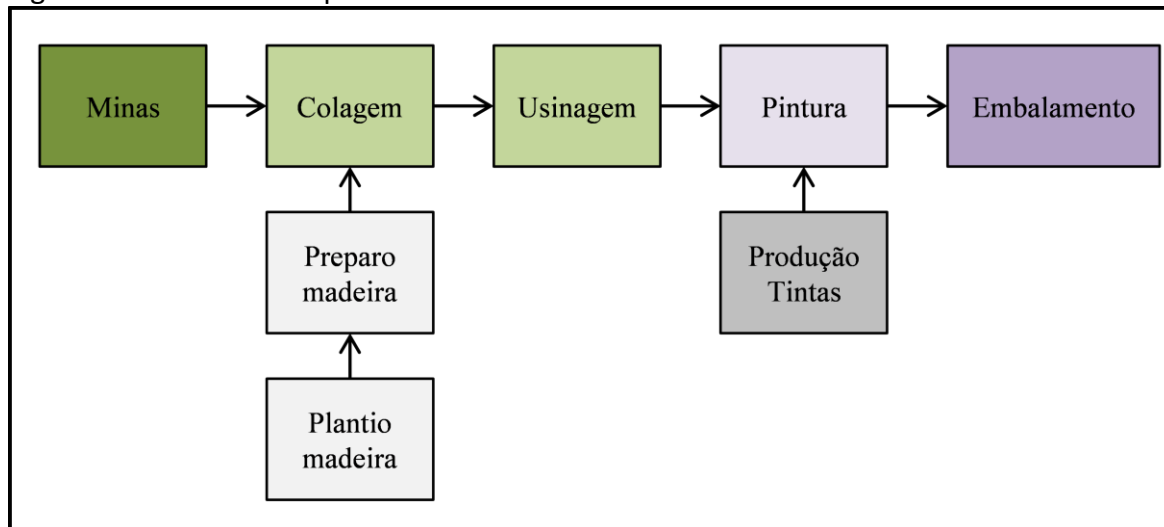 Minas
Colagem
Usinagem
Pintura
Embalamento
Preparo
madeira
Produção
Tintas
Plantio
madeira